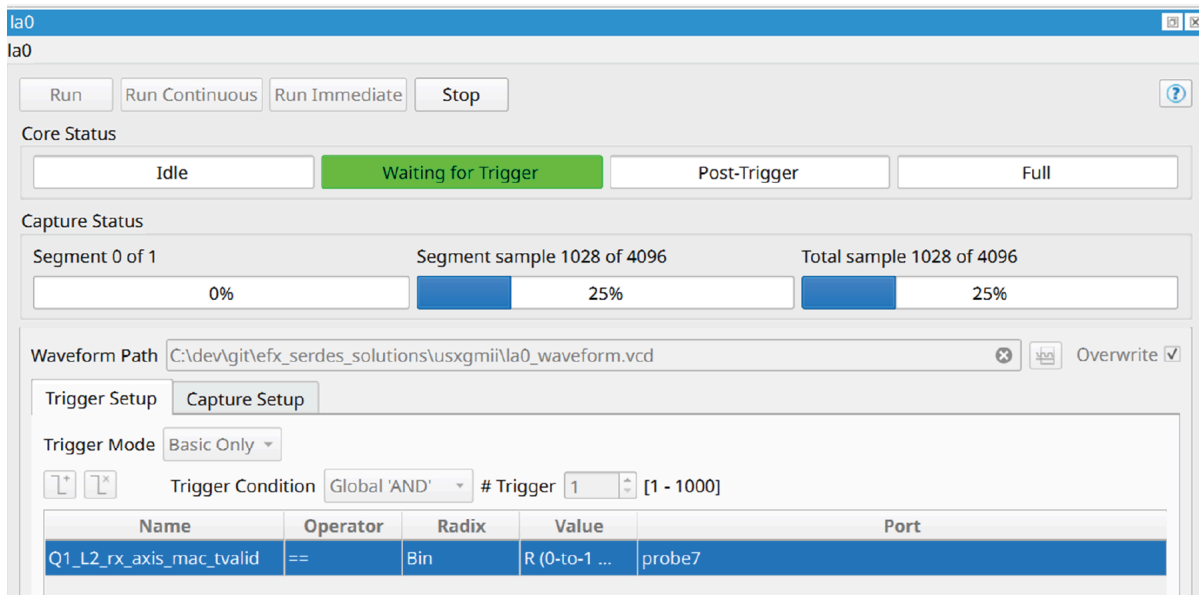 la0
la0
Run Run Continuous Run Immediate Stop
Core Status
Idle Waiting for Trigger Post-Trigger Full
Capture Status
Segment 0 of 1 Segment sample 1028 of 4096 Total sample 1028 of 4096
0% 25% 25%
Waveform Path C:\dev\git\efx_serdes_solutions\usxgmii\la0_waveform.vcd Overwrite
Trigger Setup Capture Setup
Trigger Mode Basic Only
Trigger Condition Global 'AND' # Trigger 1 [1 - 1000]
Name Operator Radix Value Port
Q1_L2_rx_axis_mac_tvalid == Bin R (0-to-1 ... probe7